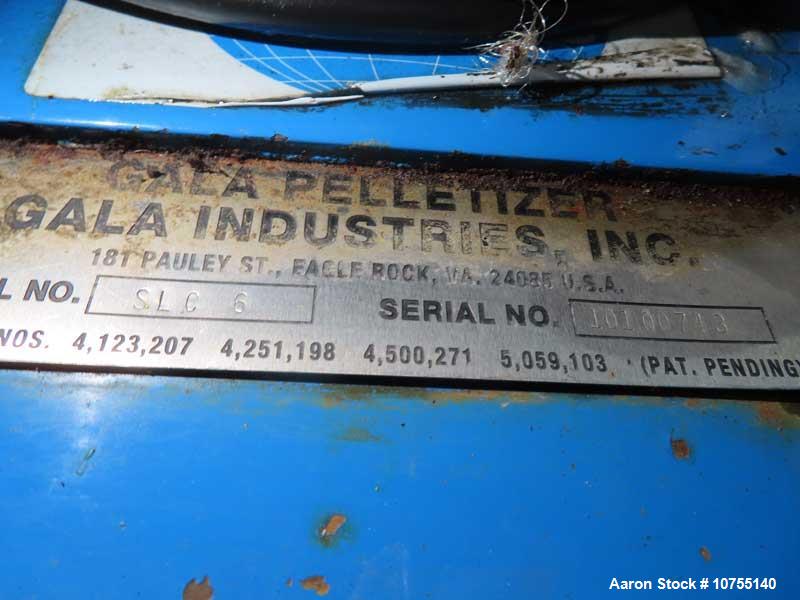 GALA PELLETIZER
GALA INDUSTRIES, INC.
181 PAULEY ST., EAGLE ROCK, VA. 24085 U.S.A.
L NO. SLC 6 SERIAL NO. 10100743
NOS. 4,123,207 4,251,198 4,500,271 5,059,103 (PAT. PENDING)
Aaron Stock # 10755140